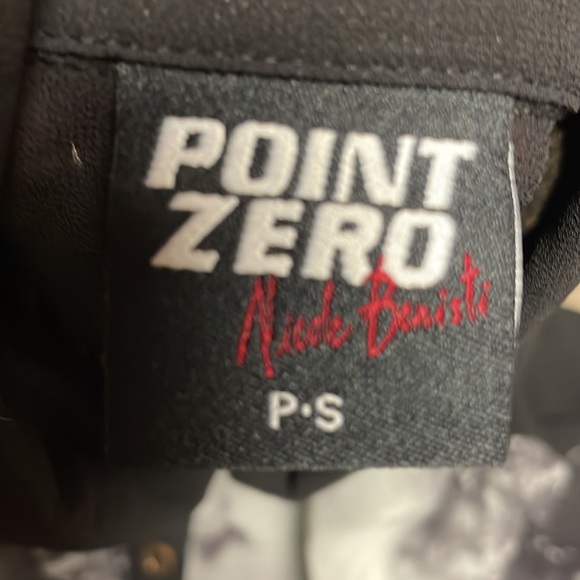 POINT
ZERO
Nicole Benisti
P·S